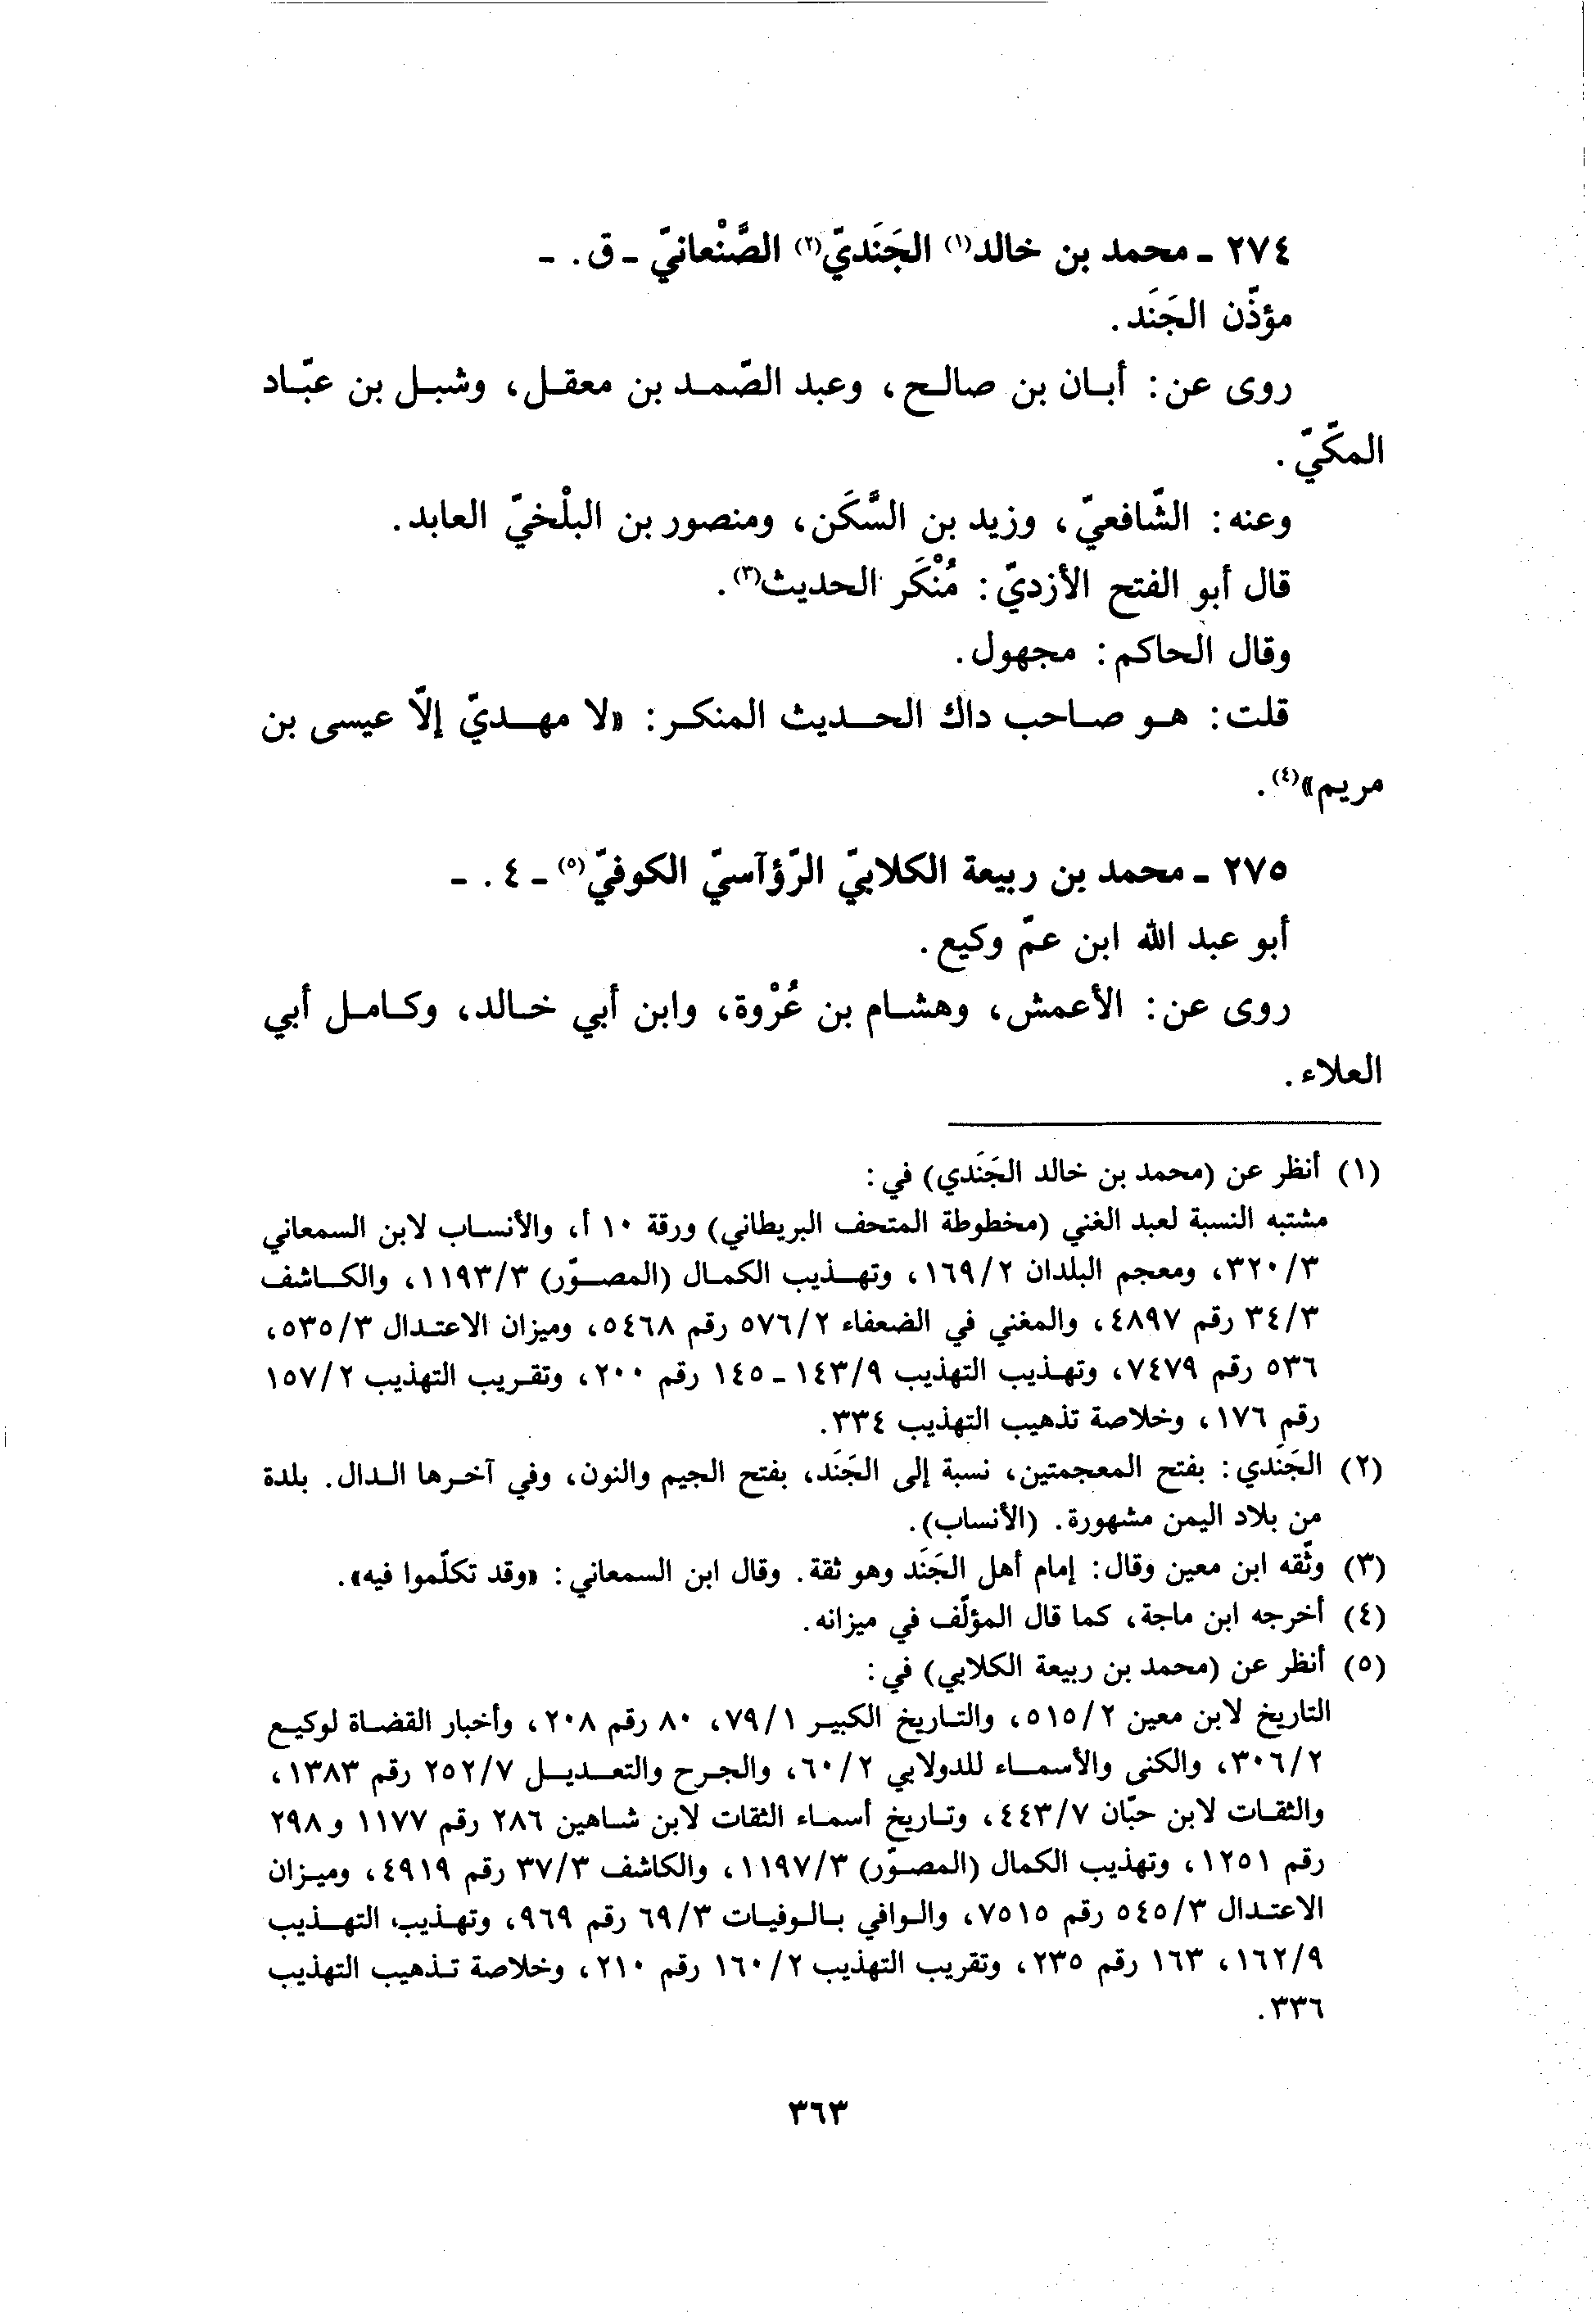 ٢٧٤ ـ محمد بن خالد(١) الجَنَديّ(٢) الصَّنْعانيّ ـ ق. ـ
مؤذّن الجَنَد.
روى عن: أبان بن صالح، وعبد الصّمد بن معقل، وشبل بن عبّاد
المكّيّ.
وعنه: الشّافعيّ، وزيد بن السَّكَن، ومنصور بن البلْخيّ العابد.
قال أبو الفتح الأزديّ: مُنْكَر الحديث(٣).
وقال الحاكم: مجهول.
قلت: هو صاحب داك الحديث المنكر: «لا مهديّ إلّا عيسى بن
مريم»(٤).
٢٧٥ ـ محمد بن ربيعة الكلابيّ الرّؤآسيّ الكوفيّ(٥) ـ ٤. ـ
أبو عبد الله ابن عمّ وكيع.
روى عن: الأعمش، وهشام بن عُرْوة، وابن أبي خالد، وكامل أبي
العلاء.
(١) أنظر عن (محمد بن خالد الجَنَدي) في:
مشتبه النسبة لعبد الغني (مخطوطة المتحف البريطاني) ورقة ١٠ أ، والأنساب لابن السمعاني
٣٢٠/٣، ومعجم البلدان ١٦٩/٢، وتهذيب الكمال (المصوّر) ١١٩٣/٣، والكاشف
٣٤/٣ رقم ٤٨٩٧، والمغني في الضعفاء ٥٧٦/٢ رقم ٥٤٦٨، وميزان الاعتدال ٥٣٥/٣،
٥٣٦ رقم ٧٤٧٩، وتهذيب التهذيب ١٤٣/٩ ـ ١٤٥ رقم ٢٠٠، وتقريب التهذيب ١٥٧/٢
رقم ١٧٦، وخلاصة تذهيب التهذيب ٣٣٤.
(٢) الجَنَدي: بفتح المعجمتين، نسبة إلى الجَنَد، بفتح الجيم والنون، وفي آخرها الدال. بلدة
من بلاد اليمن مشهورة. (الأنساب).
(٣) وثّقه ابن معين وقال: إمام أهل الجَنَد وهو ثقة. وقال ابن السمعاني: «وقد تكلّموا فيه».
(٤) أخرجه ابن ماجة، كما قال المؤلّف في ميزانه.
(٥) أنظر عن (محمد بن ربيعة الكلابي) في:
التاريخ لابن معين ٥١٥/٢، والتاريخ الكبير ٧٩/١، ٨٠ رقم ٢٠٨، وأخبار القضاة لوكيع
٣٠٦/٢، والكنى والأسماء للدولابي ٦٠/٢، والجرح والتعديل ٢٥٢/٧ رقم ١٣٨٣،
والثقات لابن حبّان ٤٤٣/٧، وتاريخ أسماء الثقات لابن شاهين ٢٨٦ رقم ١١٧٧ و ٢٩٨
رقم ١٢٥١، وتهذيب الكمال (المصوّر) ١١٩٧/٣، والكاشف ٣٧/٣ رقم ٤٩١٩، وميزان
الاعتدال ٥٤٥/٣ رقم ٧٥١٥، والوافي بالوفيات ٦٩/٣ رقم ٩٦٩، وتهذيب التهذيب
١٦٢/٩، ١٦٣ رقم ٢٣٥، وتقريب التهذيب ١٦٠/٢ رقم ٢١٠، وخلاصة تذهيب التهذيب
٣٣٦.
٣٦٣